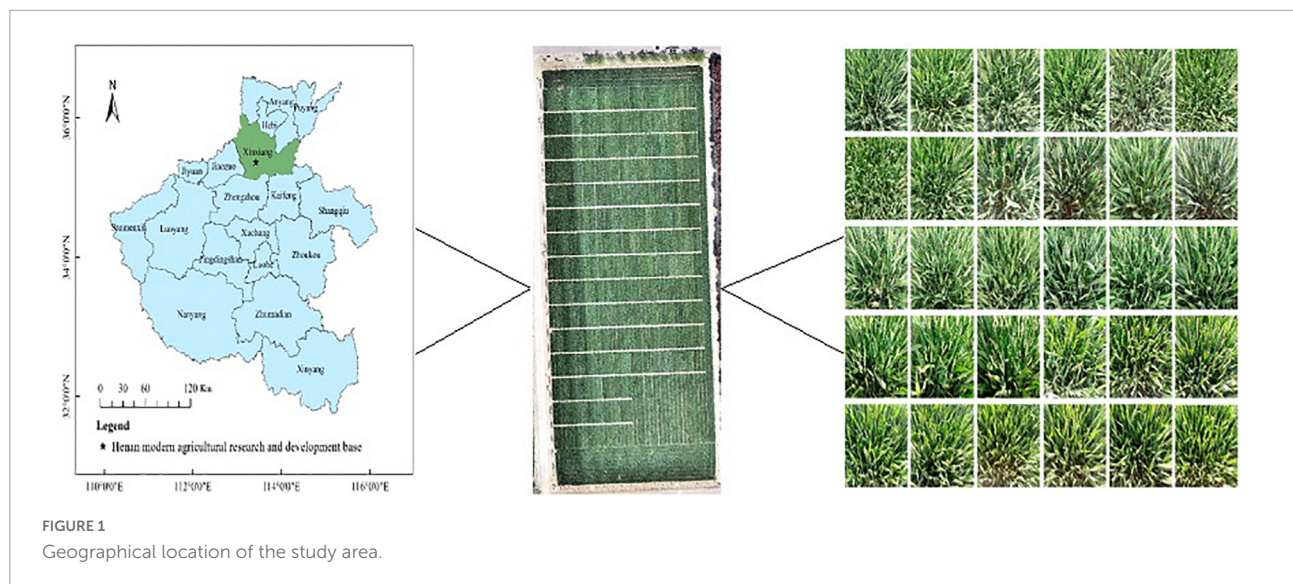 N
36°0'0"N
34°0'0"N
32°0'0"N
Anyang
Puyang
Hebi
Xinxiang
Jiyuan
Jiaozuo
Zhengzhou
Kaifeng
Shangqiu
Sanmenxia
Luoyang
Xuchang
Pingdingshan
Luohe
Zhoukou
Nanyang
Zhumadian
Xinyang
0 30 60 120 Km
Legend
★ Henan modern agricultural research and development base
110°0'0"E 112°0'0"E 114°0'0"E 116°0'0"E
FIGURE 1
Geographical location of the study area.